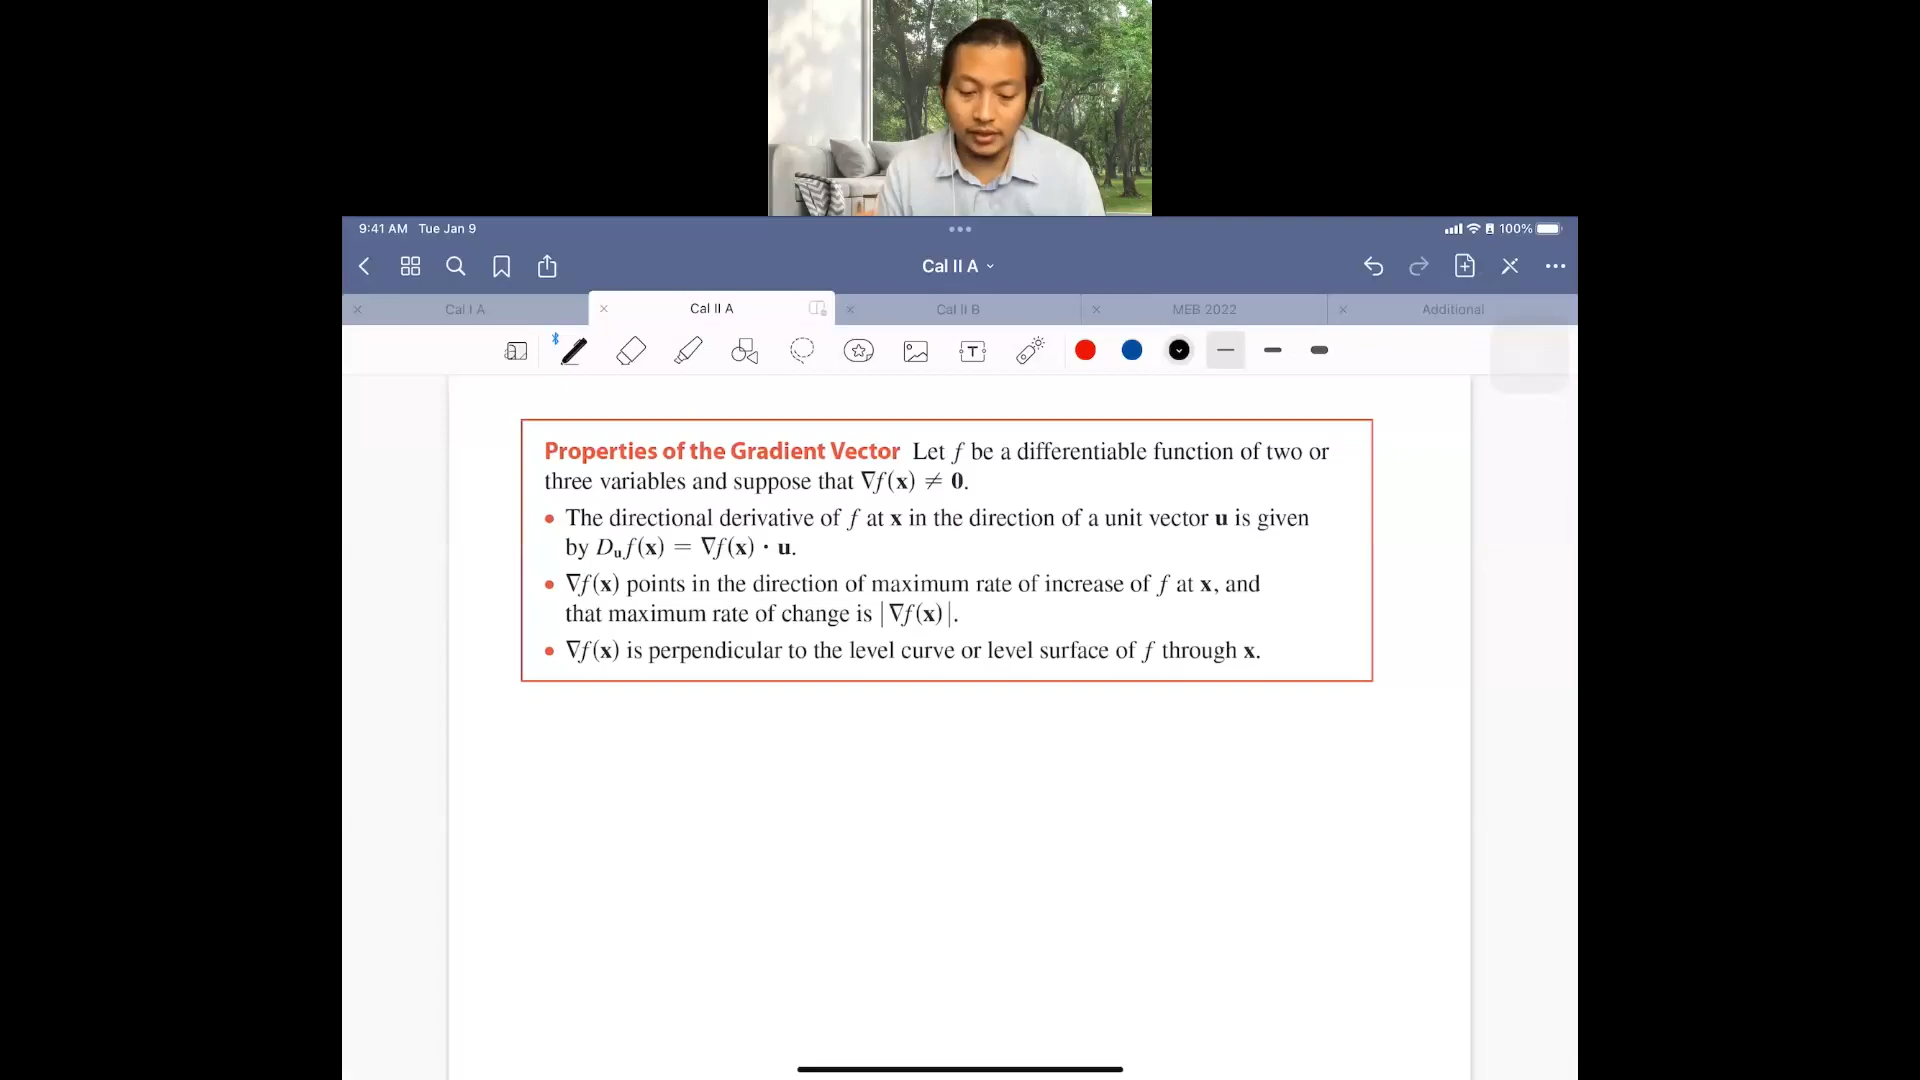 9:41 AM Tue Jan 9
100%
Cal II A
Cal I A
Cal II A
Cal II B
MEB 2022
Additional
T
Properties of the Gradient Vector Let f be a differentiable function of two or
three variables and suppose that ∇f(x) ≠ 0.
• The directional derivative of f at x in the direction of a unit vector u is given
by Duf(x) = ∇f(x) · u.
• ∇f(x) points in the direction of maximum rate of increase of f at x, and
that maximum rate of change is |∇f(x)|.
• ∇f(x) is perpendicular to the level curve or level surface of f through x.